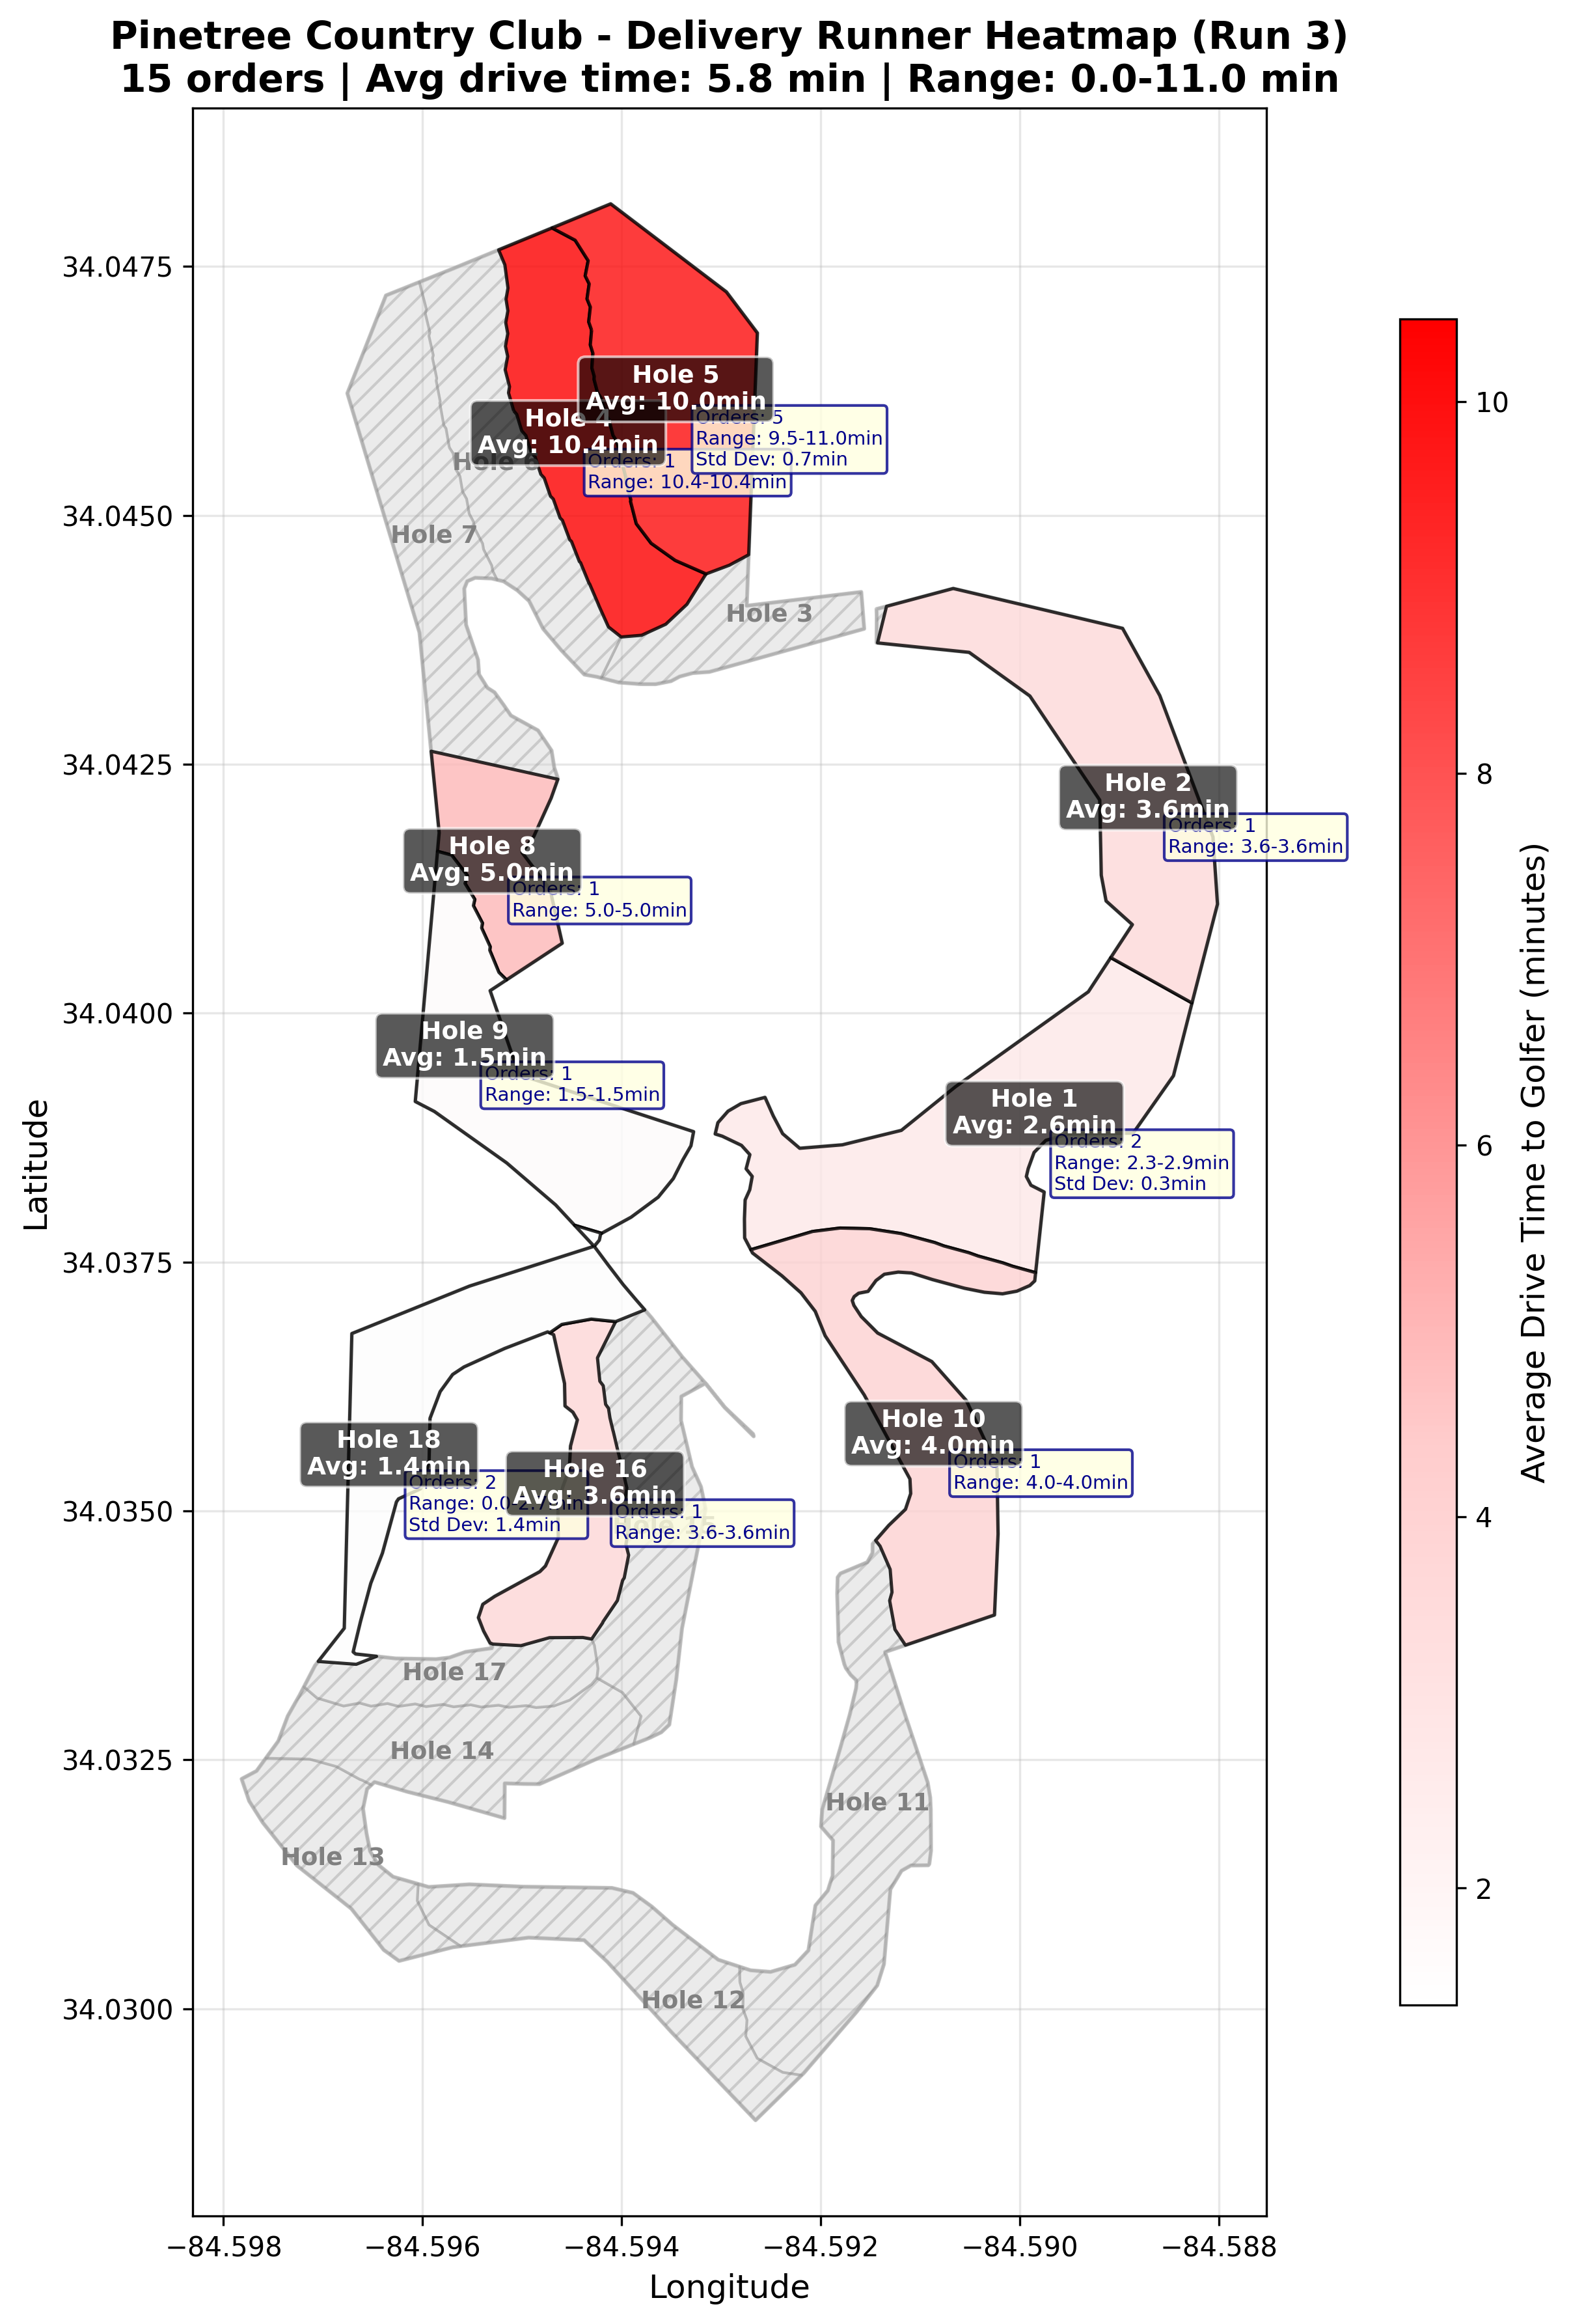 Pinetree Country Club - Delivery Runner Heatmap (Run 3)
15 orders | Avg drive time: 5.8 min | Range: 0.0-11.0 min
Latitude
34.0475
34.0450
34.0425
34.0400
34.0375
34.0350
34.0325
34.0300
Hole 5
Avg: 10.0min
Orders: 5
Range: 9.5-11.0min
Std Dev: 0.7min
Hole 4
Avg: 10.4min
Orders: 1
Range: 10.4-10.4min
Hole 6
Hole 7
Hole 3
Hole 2
Avg: 3.6min
Orders: 1
Range: 3.6-3.6min
Hole 8
Avg: 5.0min
Orders: 1
Range: 5.0-5.0min
Hole 9
Avg: 1.5min
Orders: 1
Range: 1.5-1.5min
Hole 1
Avg: 2.6min
Orders: 2
Range: 2.3-2.9min
Std Dev: 0.3min
Hole 10
Avg: 4.0min
Orders: 1
Range: 4.0-4.0min
Hole 18
Avg: 1.4min
Orders: 2
Range: 0.0-2.7min
Std Dev: 1.4min
Hole 16
Avg: 3.6min
Orders: 1
Range: 3.6-3.6min
Hole 17
Hole 14
Hole 11
Hole 13
Hole 12
−84.598
−84.596
−84.594
−84.592
−84.590
−84.588
Longitude
10
8
6
4
2
Average Drive Time to Golfer (minutes)